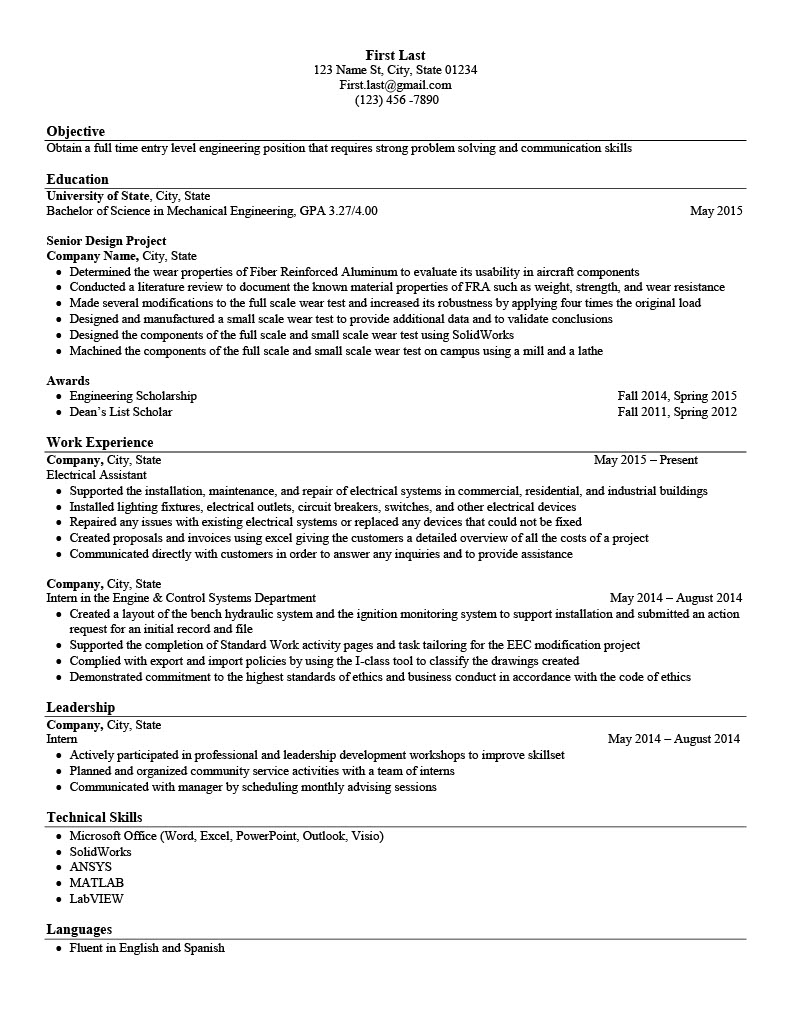 First Last
123 Name St, City, State 01234
First.last@gmail.com
(123) 456 -7890
Objective
Obtain a full time entry level engineering position that requires strong problem solving and communication skills
Education
University of State, City, State
Bachelor of Science in Mechanical Engineering, GPA 3.27/4.00 May 2015
Senior Design Project
Company Name, City, State
• Determined the wear properties of Fiber Reinforced Aluminum to evaluate its usability in aircraft components
• Conducted a literature review to document the known material properties of FRA such as weight, strength, and wear resistance
• Made several modifications to the full scale wear test and increased its robustness by applying four times the original load
• Designed and manufactured a small scale wear test to provide additional data and to validate conclusions
• Designed the components of the full scale and small scale wear test using SolidWorks
• Machined the components of the full scale and small scale wear test on campus using a mill and a lathe
Awards
• Engineering Scholarship Fall 2014, Spring 2015
• Dean’s List Scholar Fall 2011, Spring 2012
Work Experience
Company, City, State May 2015 – Present
Electrical Assistant
• Supported the installation, maintenance, and repair of electrical systems in commercial, residential, and industrial buildings
• Installed lighting fixtures, electrical outlets, circuit breakers, switches, and other electrical devices
• Repaired any issues with existing electrical systems or replaced any devices that could not be fixed
• Created proposals and invoices using excel giving the customers a detailed overview of all the costs of a project
• Communicated directly with customers in order to answer any inquiries and to provide assistance
Company, City, State
Intern in the Engine & Control Systems Department May 2014 – August 2014
• Created a layout of the bench hydraulic system and the ignition monitoring system to support installation and submitted an action
request for an initial record and file
• Supported the completion of Standard Work activity pages and task tailoring for the EEC modification project
• Complied with export and import policies by using the I-class tool to classify the drawings created
• Demonstrated commitment to the highest standards of ethics and business conduct in accordance with the code of ethics
Leadership
Company, City, State
Intern May 2014 – August 2014
• Actively participated in professional and leadership development workshops to improve skillset
• Planned and organized community service activities with a team of interns
• Communicated with manager by scheduling monthly advising sessions
Technical Skills
• Microsoft Office (Word, Excel, PowerPoint, Outlook, Visio)
• SolidWorks
• ANSYS
• MATLAB
• LabVIEW
Languages
• Fluent in English and Spanish